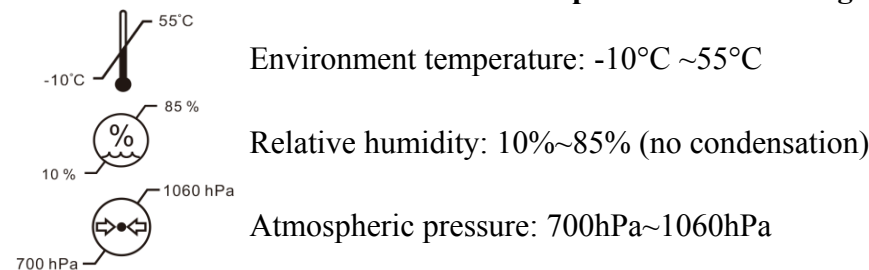 55°C
-10°C
Environment temperature: -10°C ~55°C
85 %
%
10 %
Relative humidity: 10%~85% (no condensation)
1060 hPa
700 hPa
Atmospheric pressure: 700hPa~1060hPa